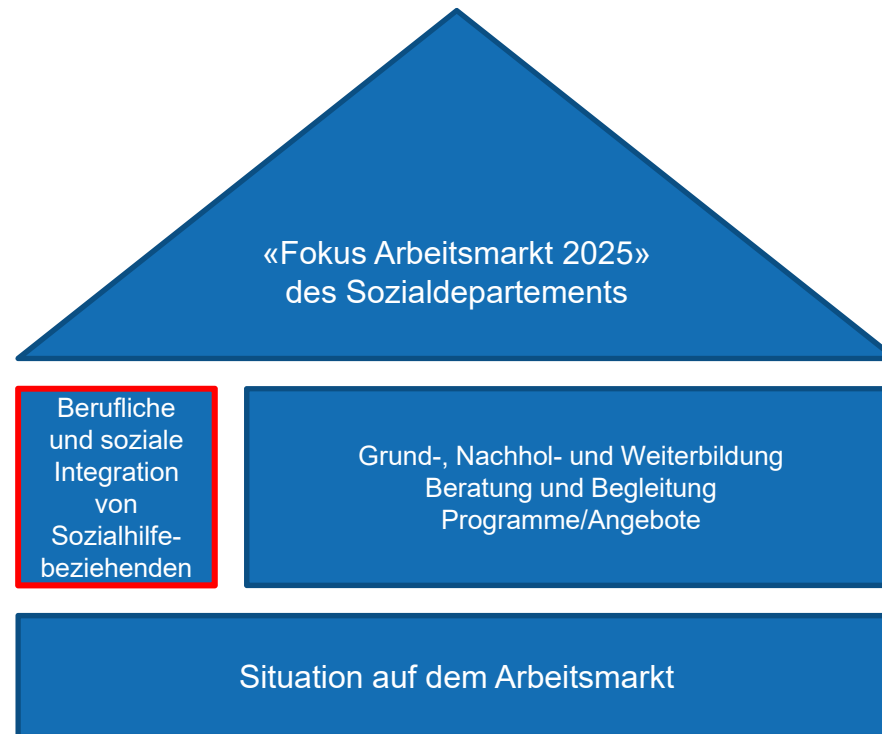 «Fokus Arbeitsmarkt 2025»
des Sozialdepartements
Berufliche
und soziale
Integration
von
Sozialhilfe-
beziehenden
Grund-, Nachhol- und Weiterbildung
Beratung und Begleitung
Programme/Angebote
Situation auf dem Arbeitsmarkt